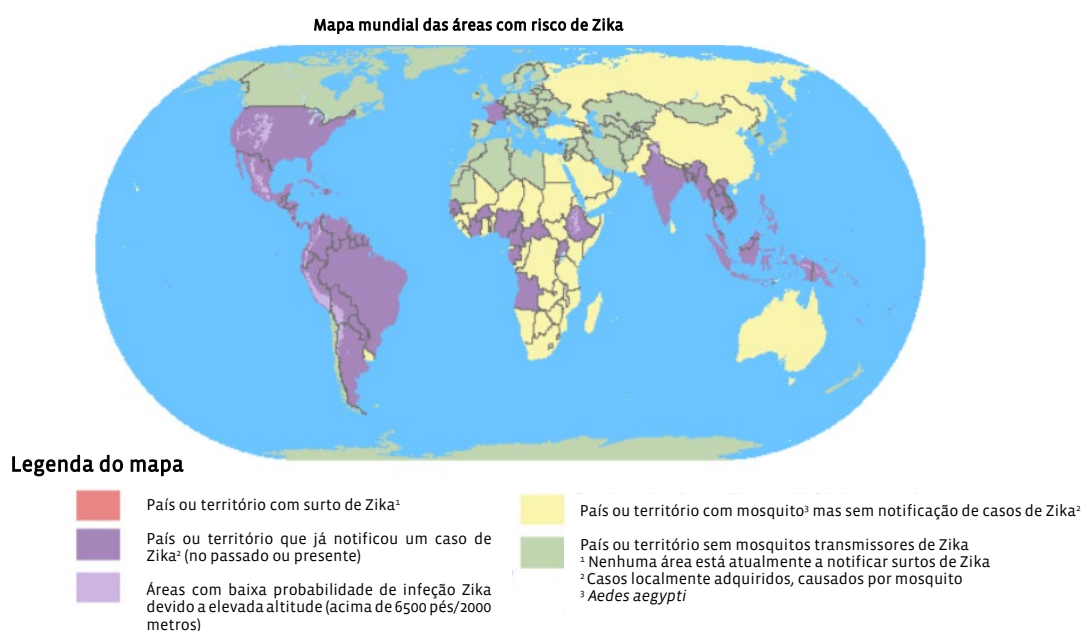 Mapa mundial das áreas com risco de Zika
Legenda do mapa
País ou território com surto de Zika¹
País ou território que já notificou um caso de
Zika² (no passado ou presente)
Áreas com baixa probabilidade de infeção Zika
devido a elevada altitude (acima de 6500 pés/2000
metros)
País ou território com mosquito³ mas sem notificação de casos de Zika²
País ou território sem mosquitos transmissores de Zika
¹ Nenhuma área está atualmente a notificar surtos de Zika
² Casos localmente adquiridos, causados por mosquito
³ Aedes aegypti